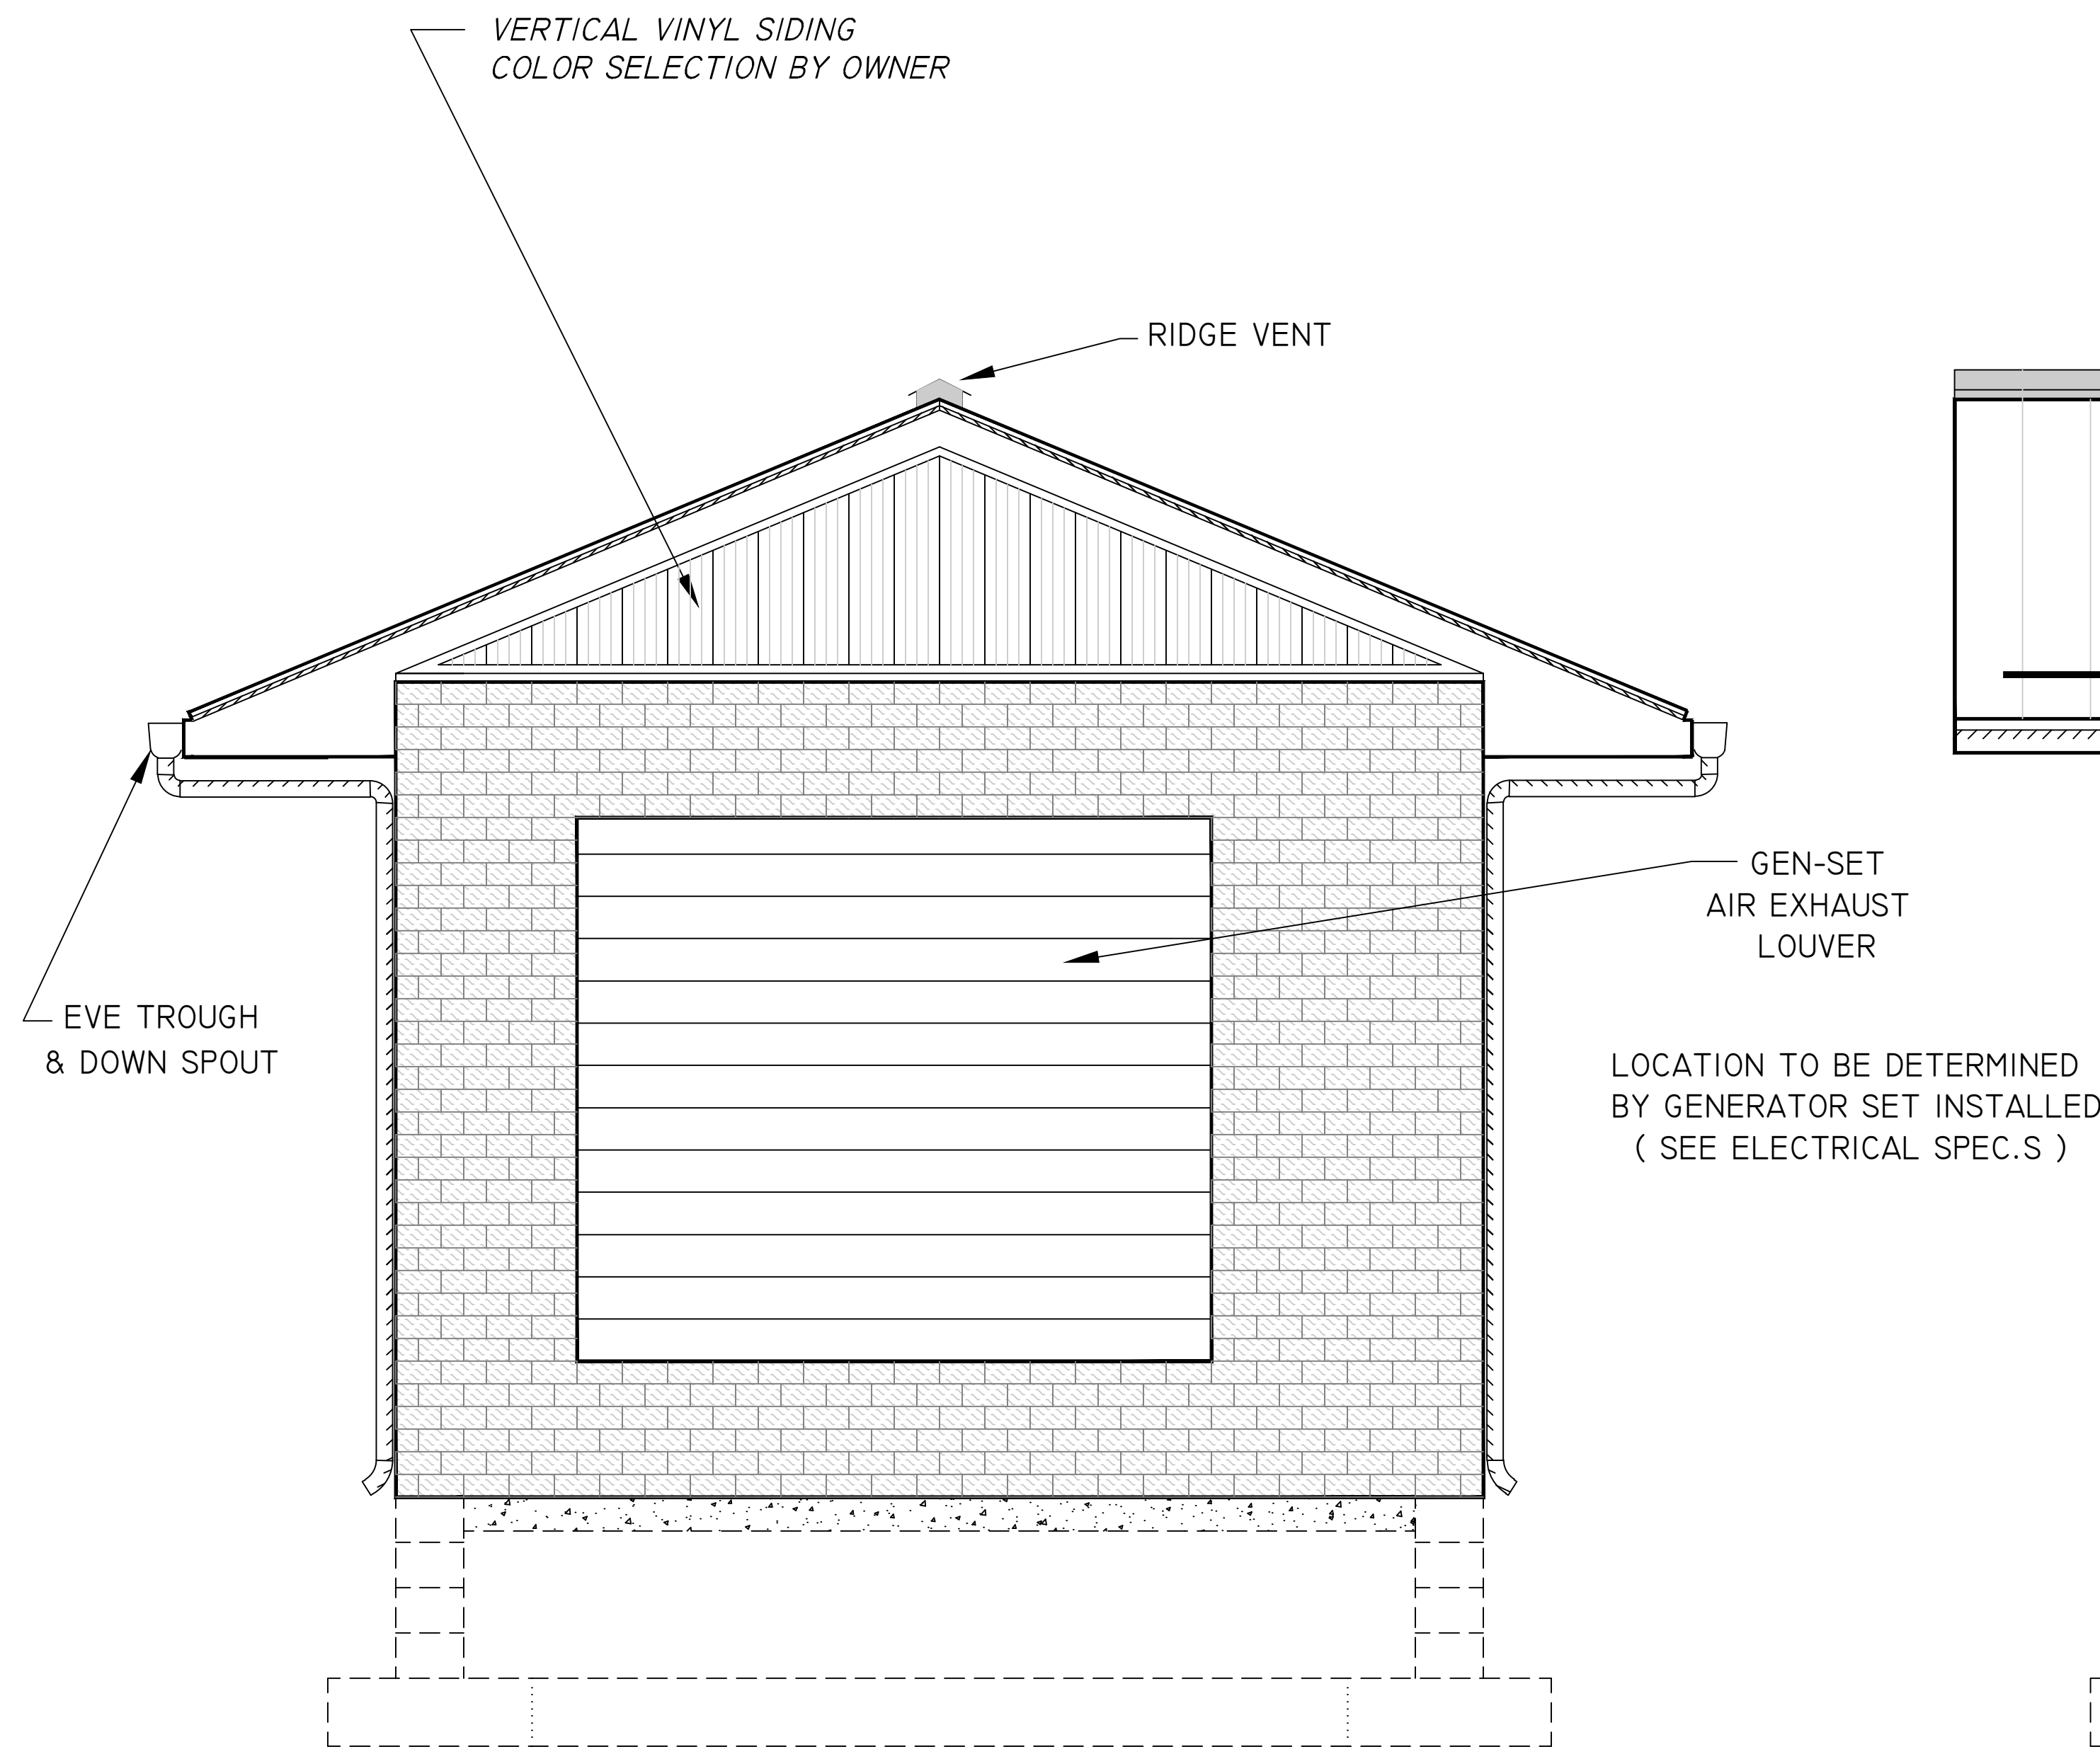 VERTICAL VINYL SIDING
COLOR SELECTION BY OWNER
RIDGE VENT
GEN-SET
AIR EXHAUST
LOUVER
EVE TROUGH
& DOWN SPOUT
LOCATION TO BE DETERMINED
BY GENERATOR SET INSTALLED
( SEE ELECTRICAL SPEC.S )